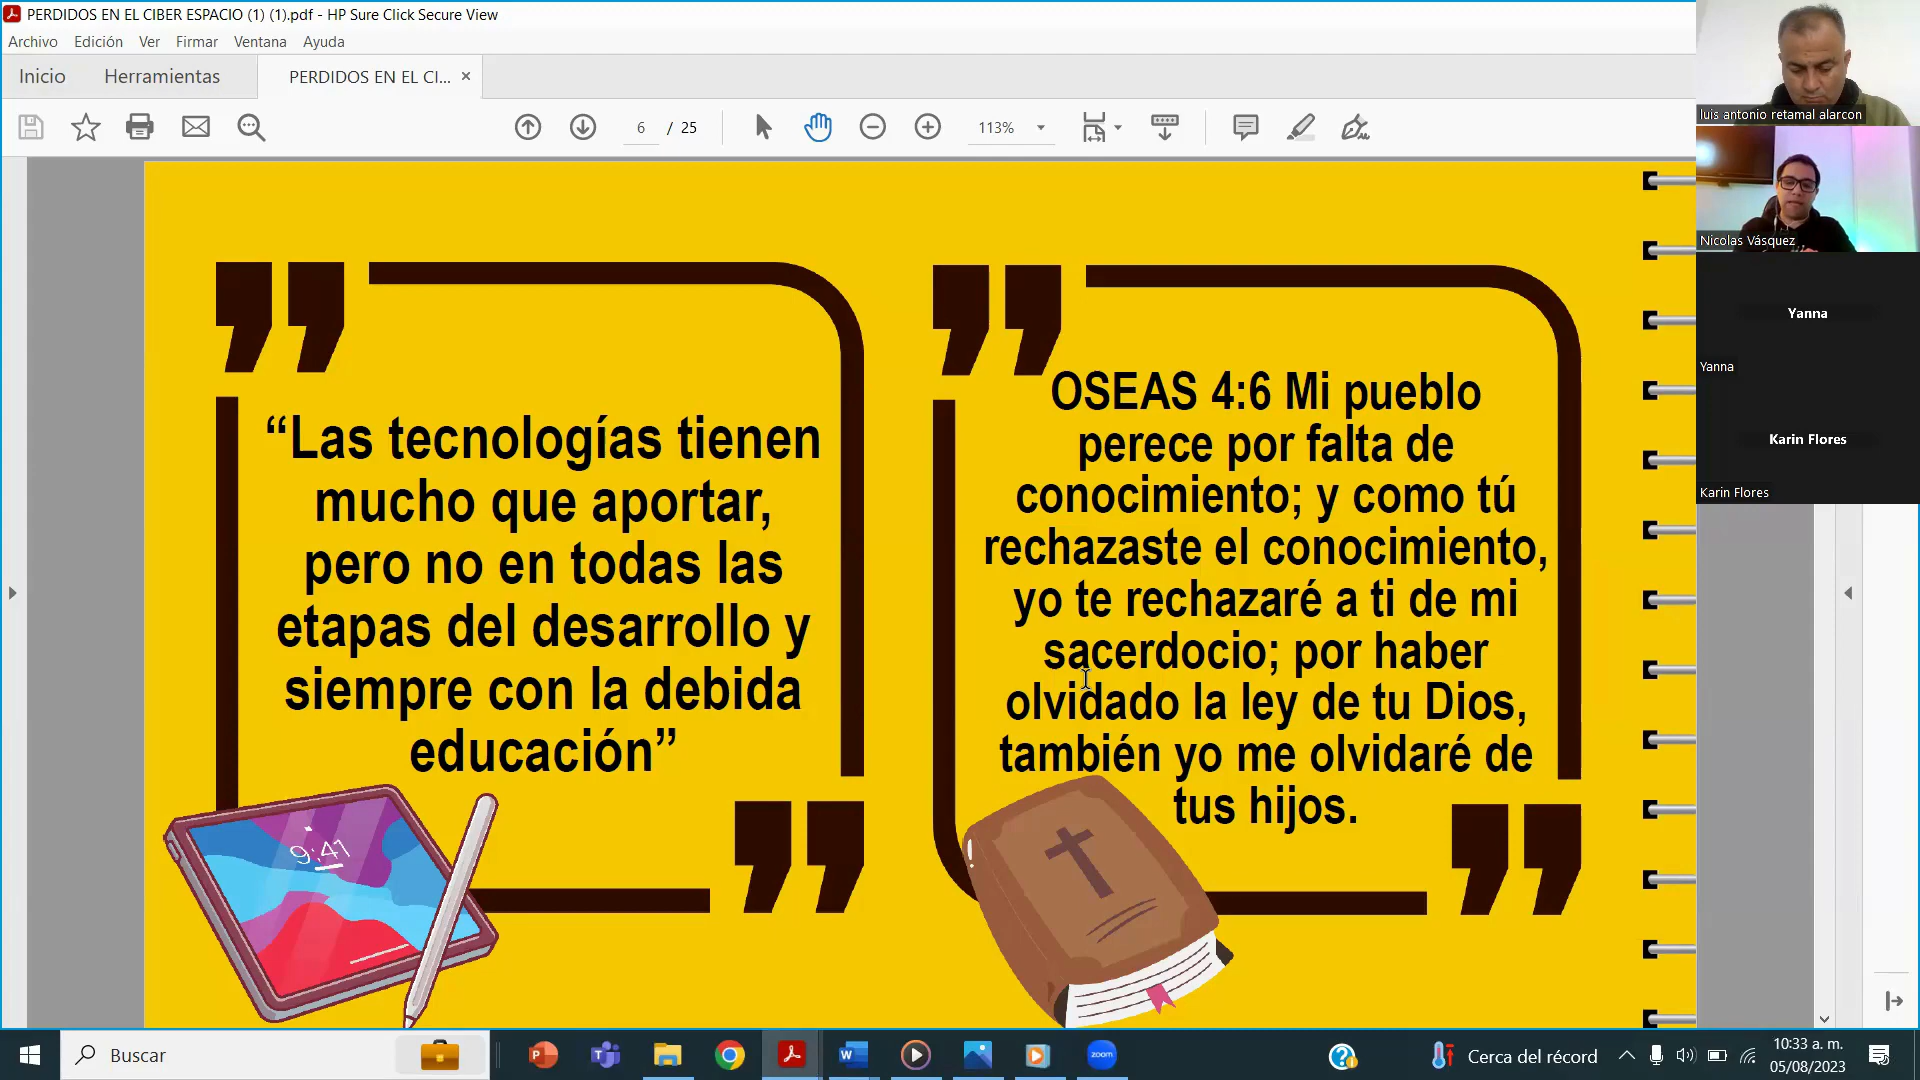 PERDIDOS EN EL CIBER ESPACIO (1) (1).pdf - HP Sure Click Secure View
Archivo Edición Ver Firmar Ventana Ayuda
Inicio Herramientas PERDIDOS EN EL CI... ×
6 / 25 113%
“Las tecnologías tienen
mucho que aportar,
pero no en todas las
etapas del desarrollo y
siempre con la debida
educación”
9:41
OSEAS 4:6 Mi pueblo
perece por falta de
conocimiento; y como tú
rechazaste el conocimiento,
yo te rechazaré a ti de mi
sacerdocio; por haber
olvidado la ley de tu Dios,
también yo me olvidaré de
tus hijos.
luis antonio retamal alarcon
Nicolas Vásquez
Yanna
Yanna
Karin Flores
Karin Flores
Buscar
zoom
Cerca del récord
10:33 a. m.
05/08/2023